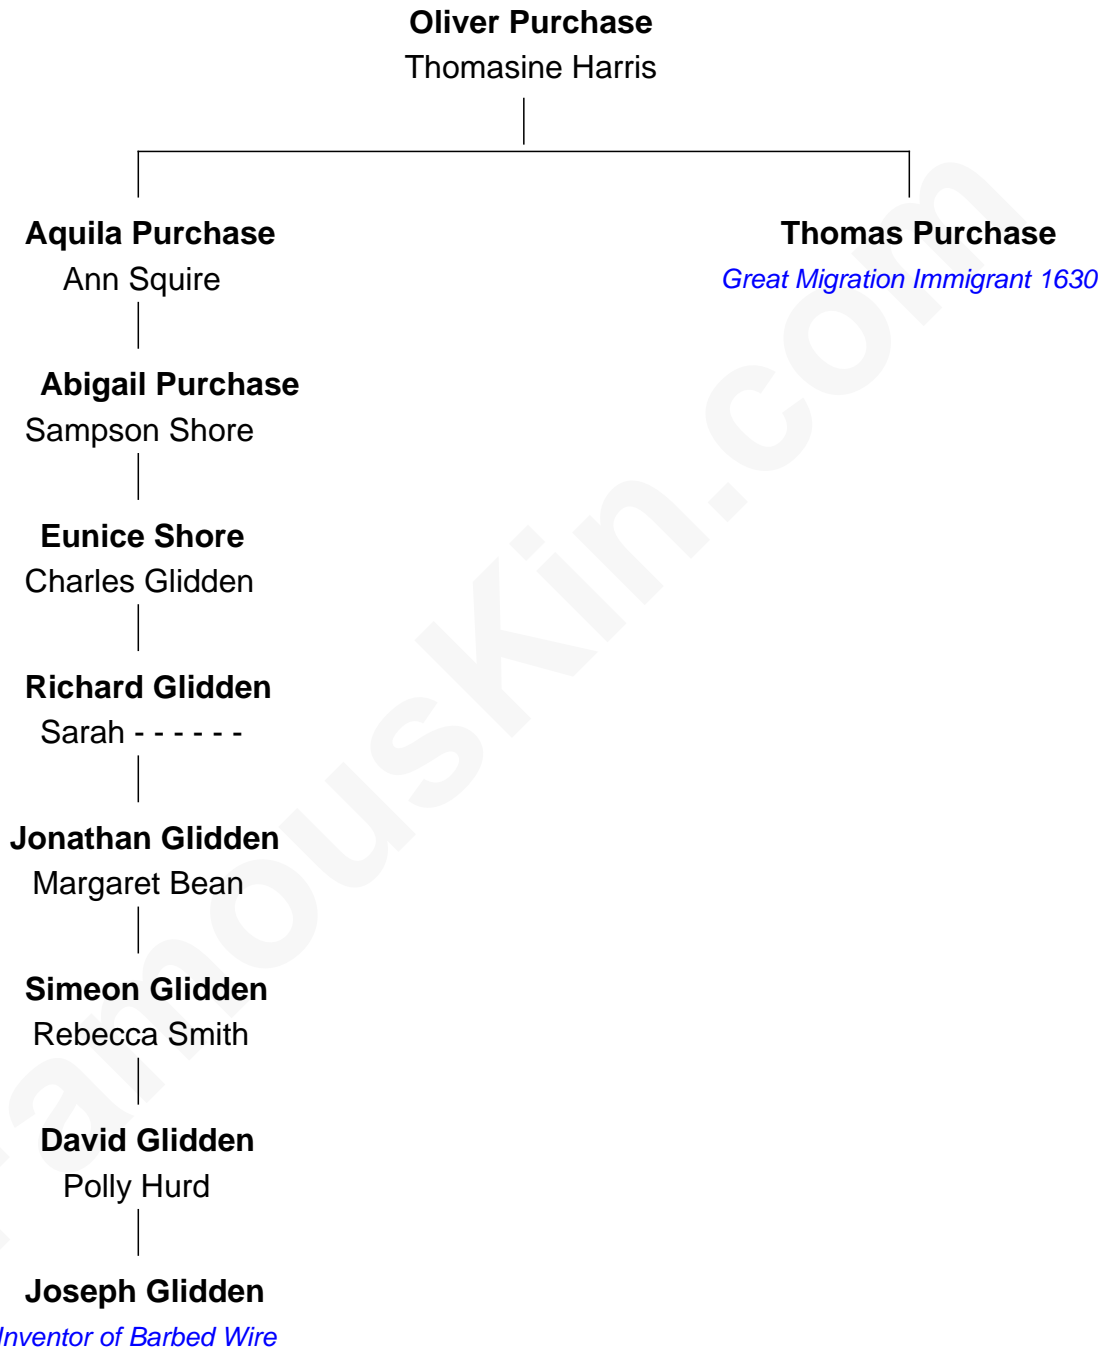 Oliver Purchase
Thomasine Harris
Aquila Purchase
Ann Squire
Thomas Purchase
Great Migration Immigrant 1630
Abigail Purchase
Sampson Shore
Eunice Shore
Charles Glidden
Richard Glidden
Sarah - - - - - -
Jonathan Glidden
Margaret Bean
Simeon Glidden
Rebecca Smith
David Glidden
Polly Hurd
Joseph Glidden
Inventor of Barbed Wire
FamousKin.com